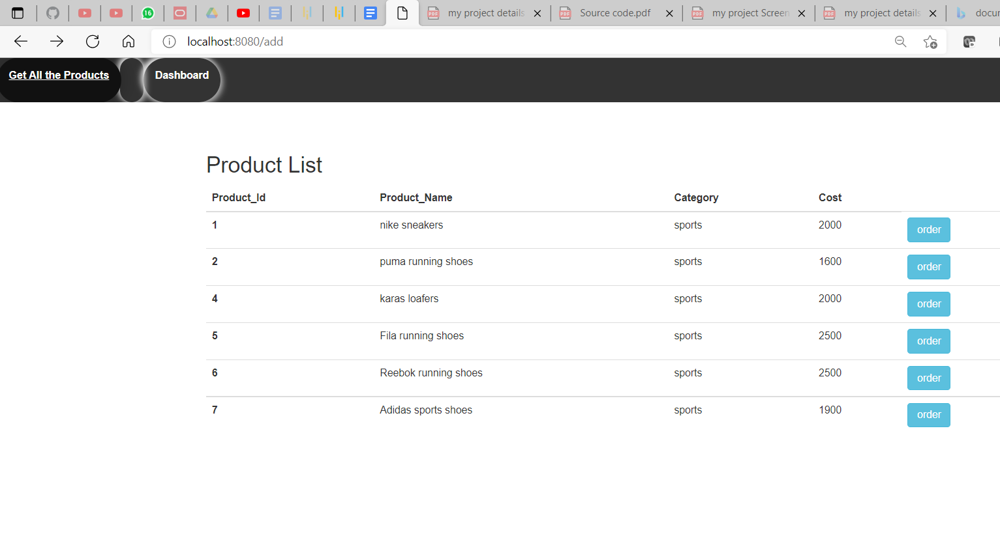 16 my project details Source code.pdf my project Screen my project details docum
localhost:8080/add
Get All the Products Dashboard
Product List
Product_Id Product_Name Category Cost
1 nike sneakers sports 2000 order
2 puma running shoes sports 1600 order
4 karas loafers sports 2000 order
5 Fila running shoes sports 2500 order
6 Reebok running shoes sports 2500 order
7 Adidas sports shoes sports 1900 order